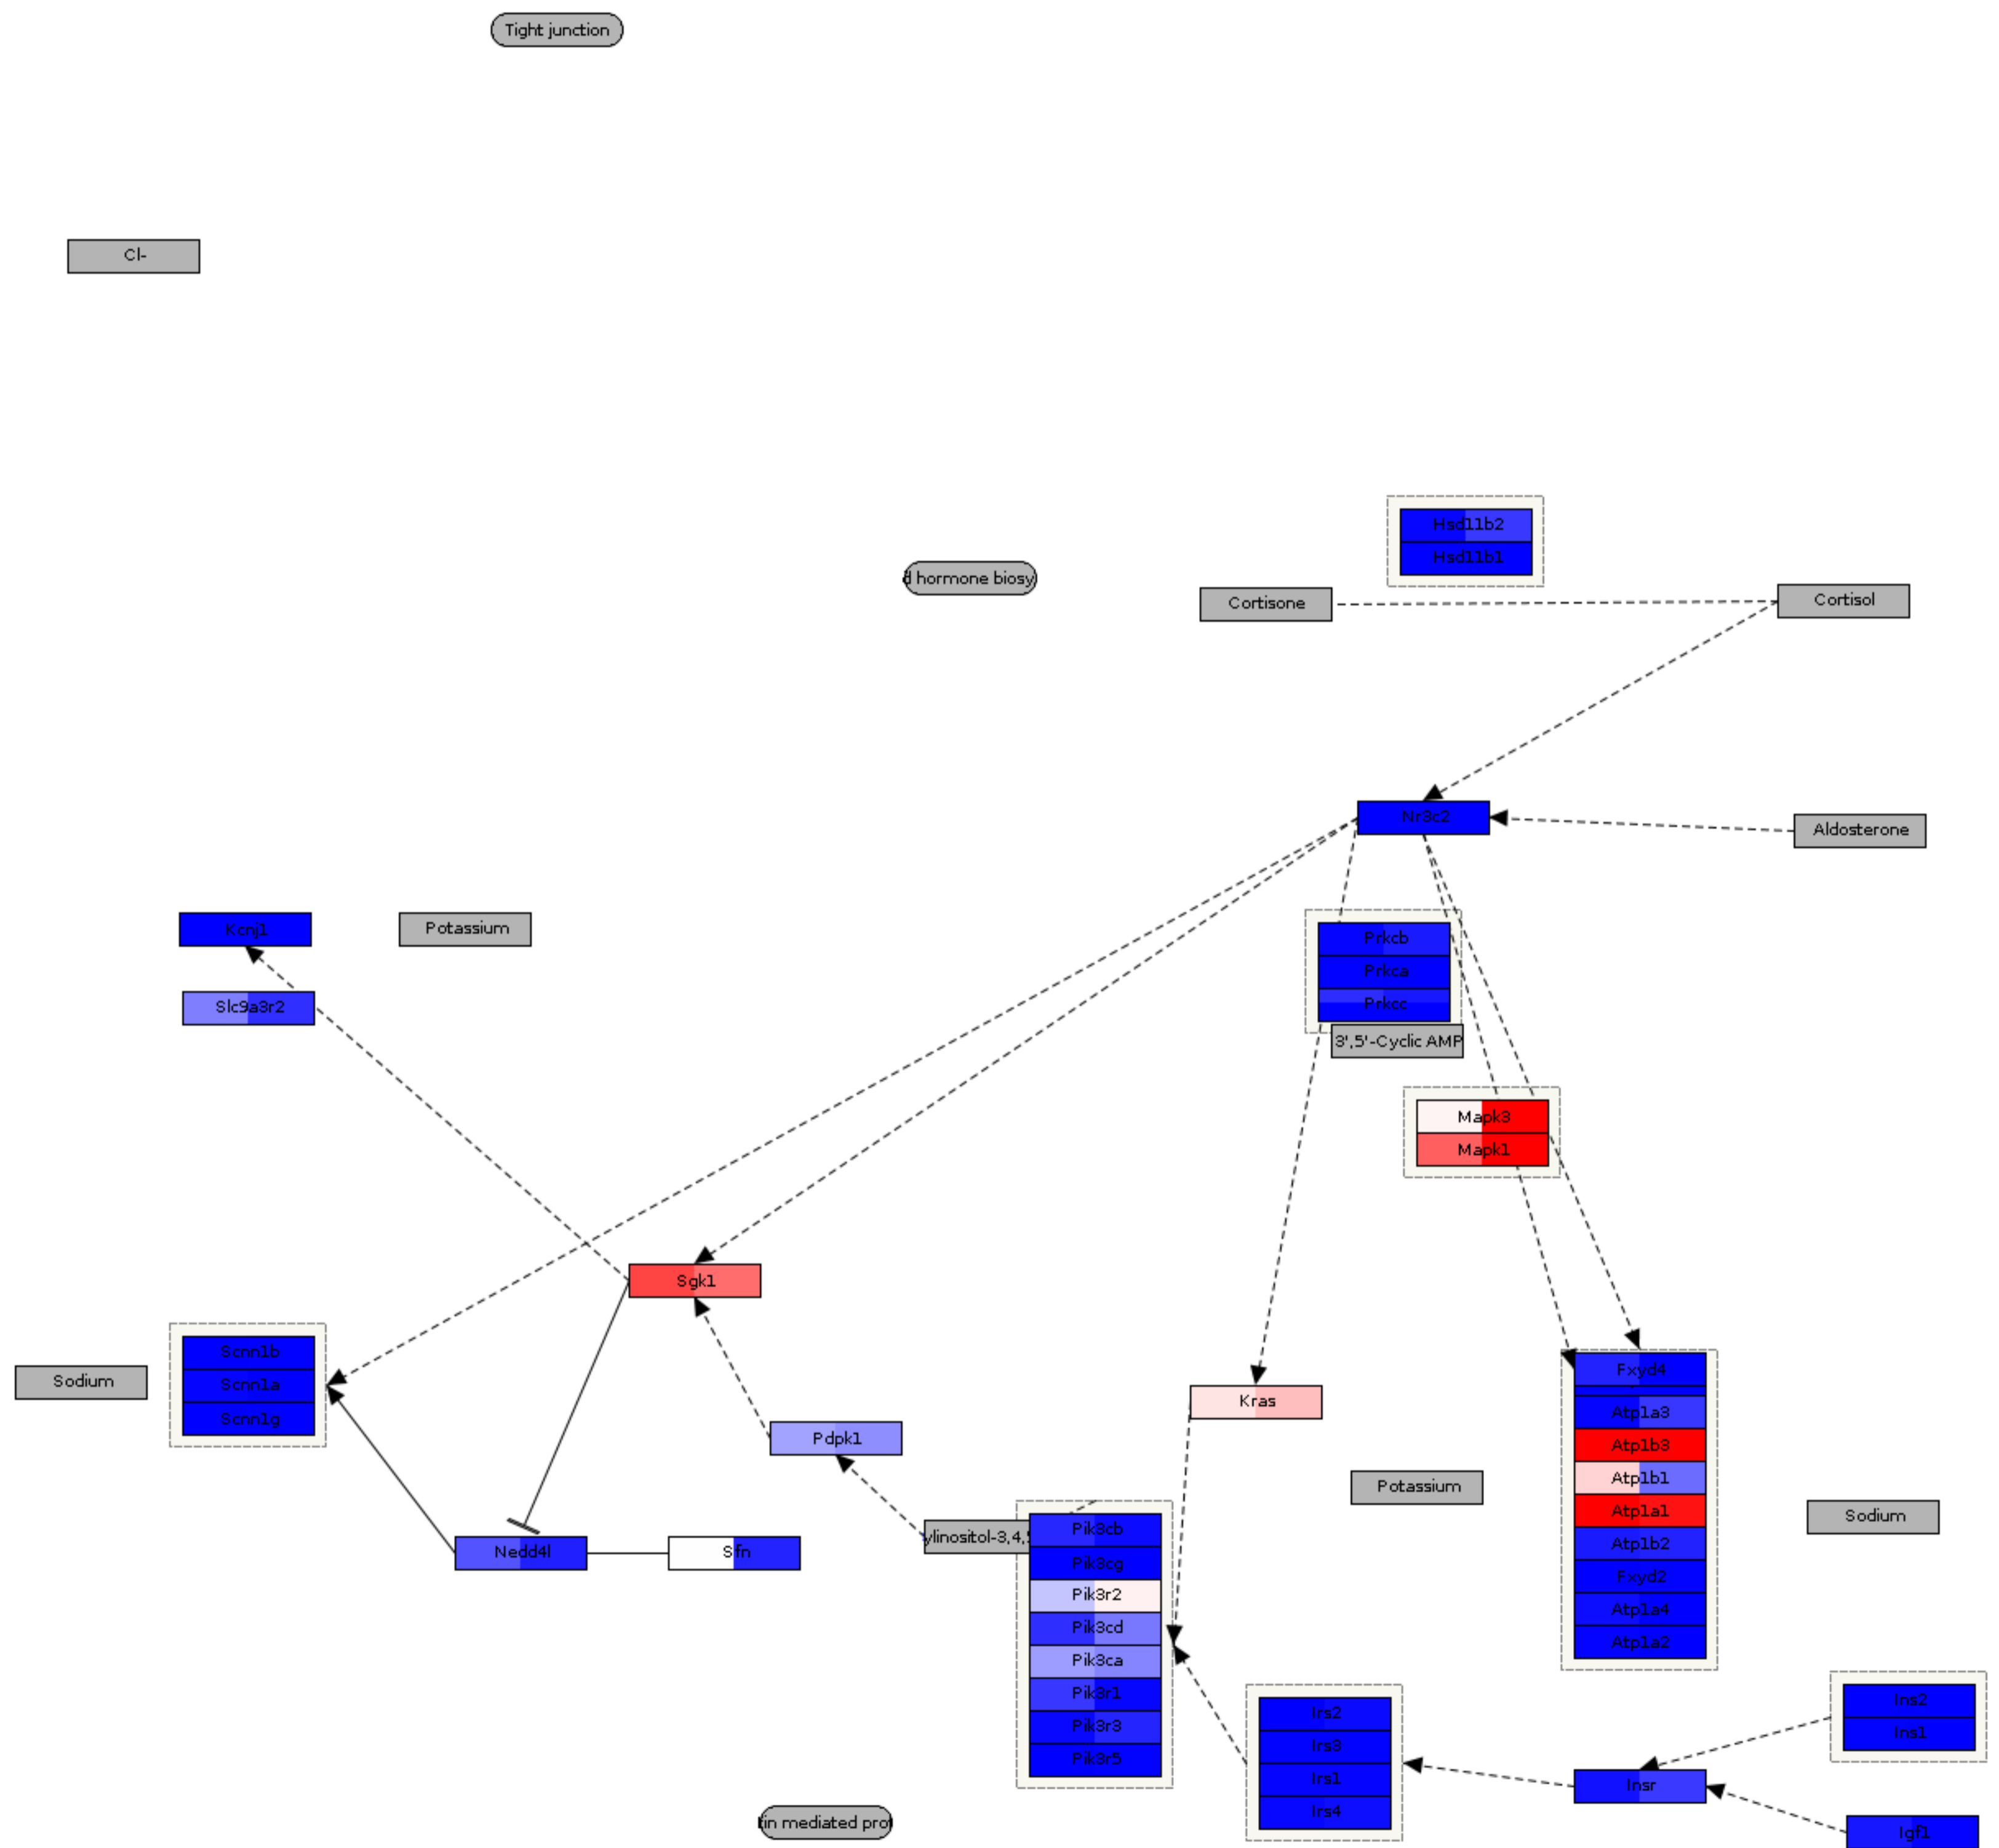 Tight junction
Cl-
Hsd11b2
Hsd11b1
d hormone biosy
Cortisone
Cortisol
Nr3c2
Aldosterone
Kcnj1
Potassium
Prkcb
Prkca
Prkcc
Slc9a3r2
3',5'-Cyclic AMP
Mapk3
Mapk1
Sgk1
Scnn1b
Scnn1a
Scnn1g
Sodium
Kras
Pdpk1
Fxyd4
Atp1a3
Atp1b3
Atp1b1
Atp1a1
Atp1b2
Fxyd2
Atp1a4
Atp1a2
Potassium
Sodium
Nedd4l
Sfn
ylinositol-3,4,5
Pik3cb
Pik3cg
Pik3r2
Pik3cd
Pik3ca
Pik3r1
Pik3r3
Pik3r5
Irs2
Irs3
Irs1
Irs4
Ins2
Ins1
Insr
Igf1
tin mediated prot